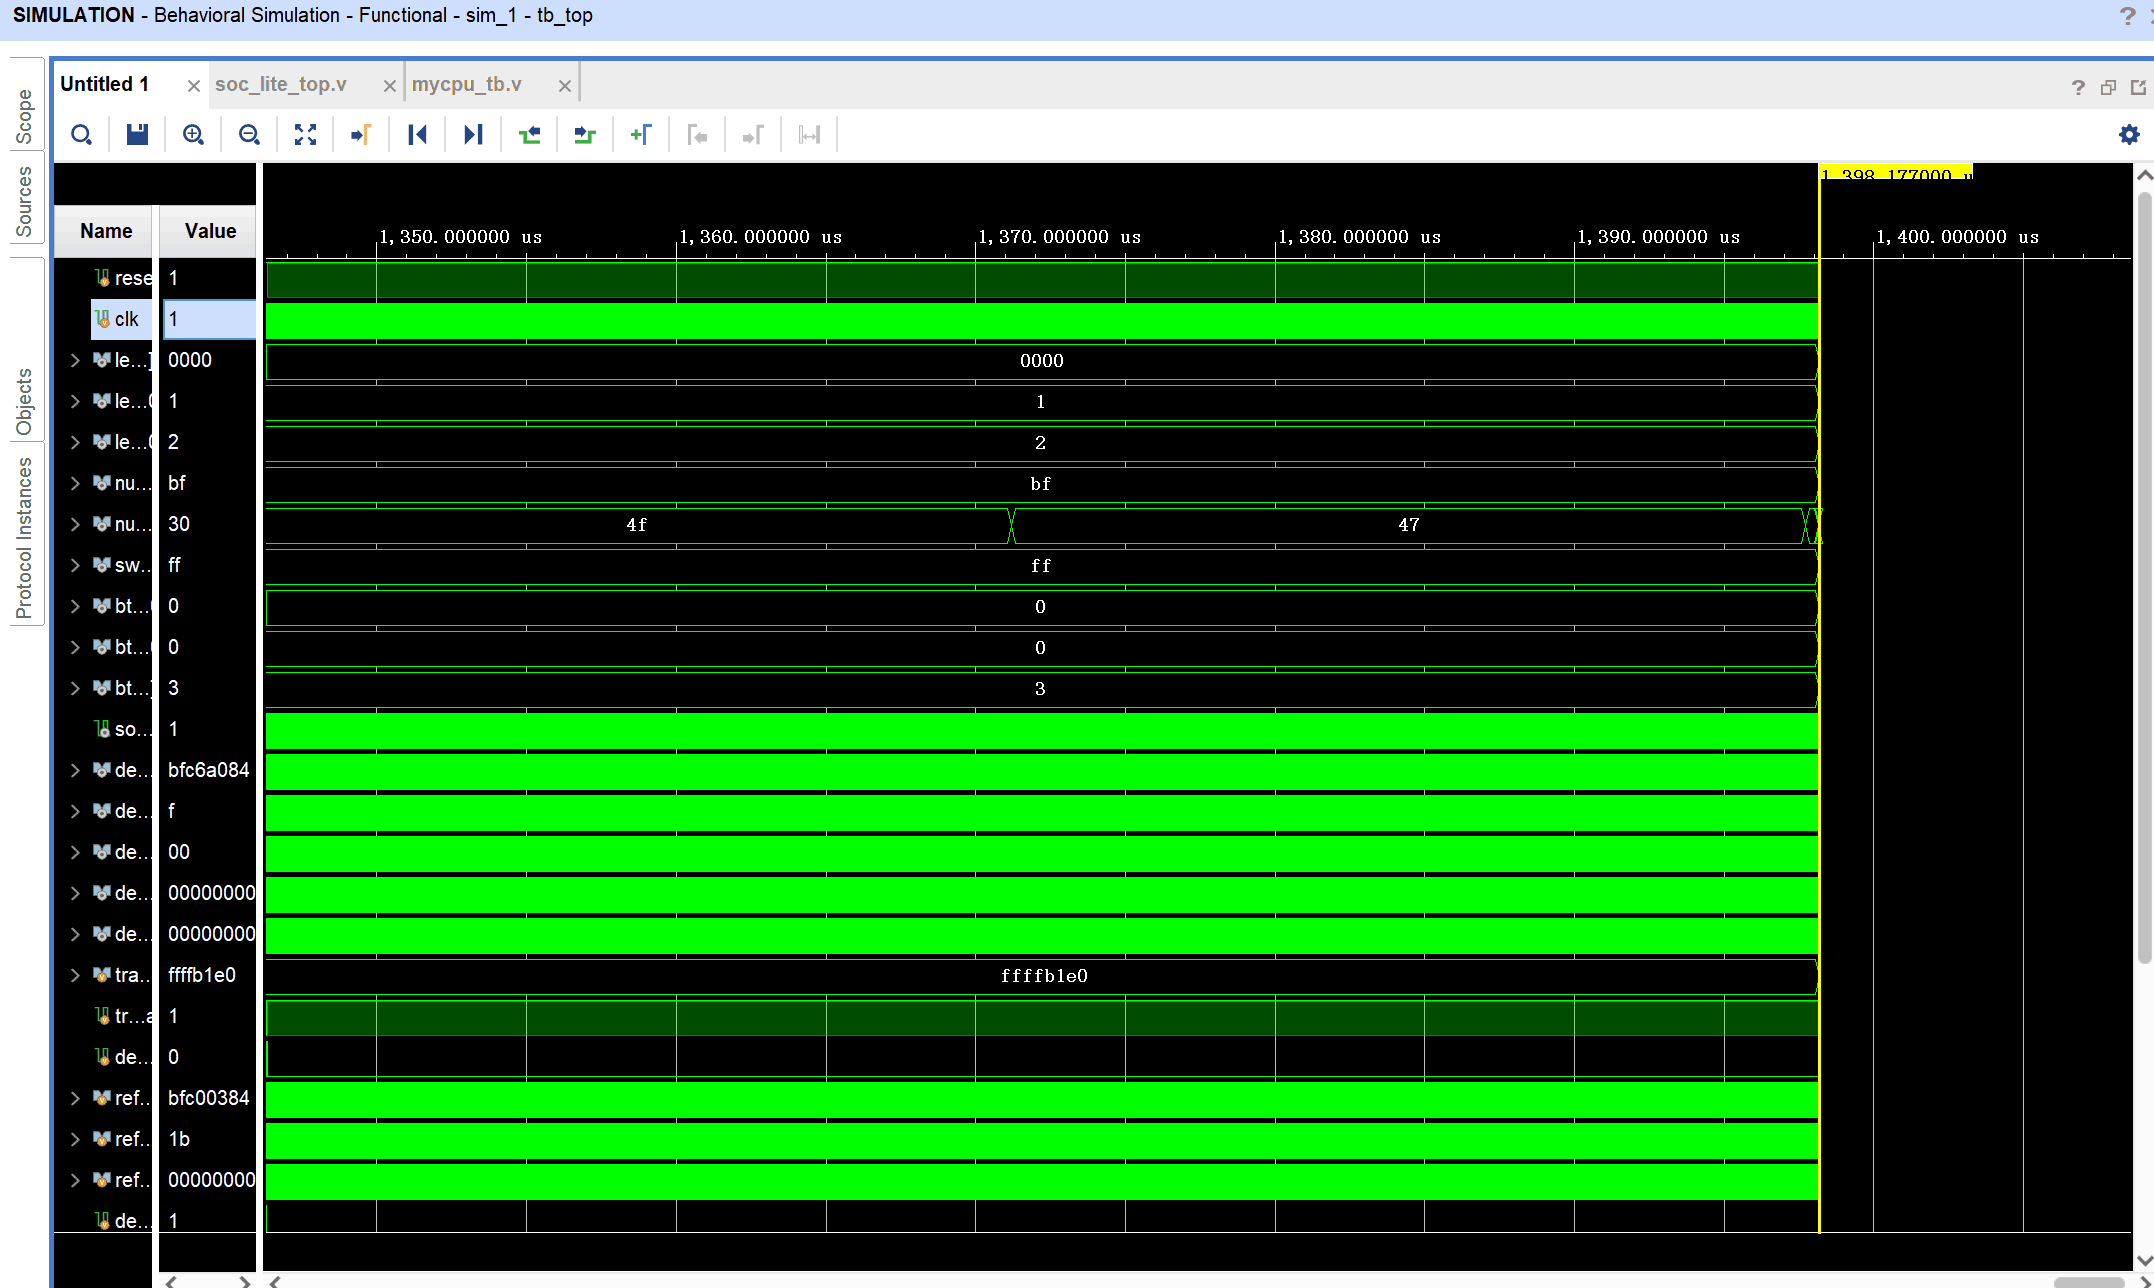 SIMULATION - Behavioral Simulation - Functional - sim_1 - tb_top
Scope
Sources
Objects
Protocol Instances
Untitled 1
soc_lite_top.v
mycpu_tb.v
1,398.177000 u
Name Value
1,350.000000 us 1,360.000000 us 1,370.000000 us 1,380.000000 us 1,390.000000 us 1,400.000000 us
rese 1
clk 1
le...] 0000 0000
le...0 1 1
le...0 2 2
nu... bf bf
nu... 30 4f 47
sw.. ff ff
bt... 0 0
bt...0 0 0
bt... 3 3
so... 1
de... bfc6a084
de... f
de... 00
de... 00000000
de... 00000000
tra.. ffffb1e0 ffffb1e0
tr...a 1
de... 0
ref.. bfc00384
ref.. 1b
ref.. 00000000
de... 1